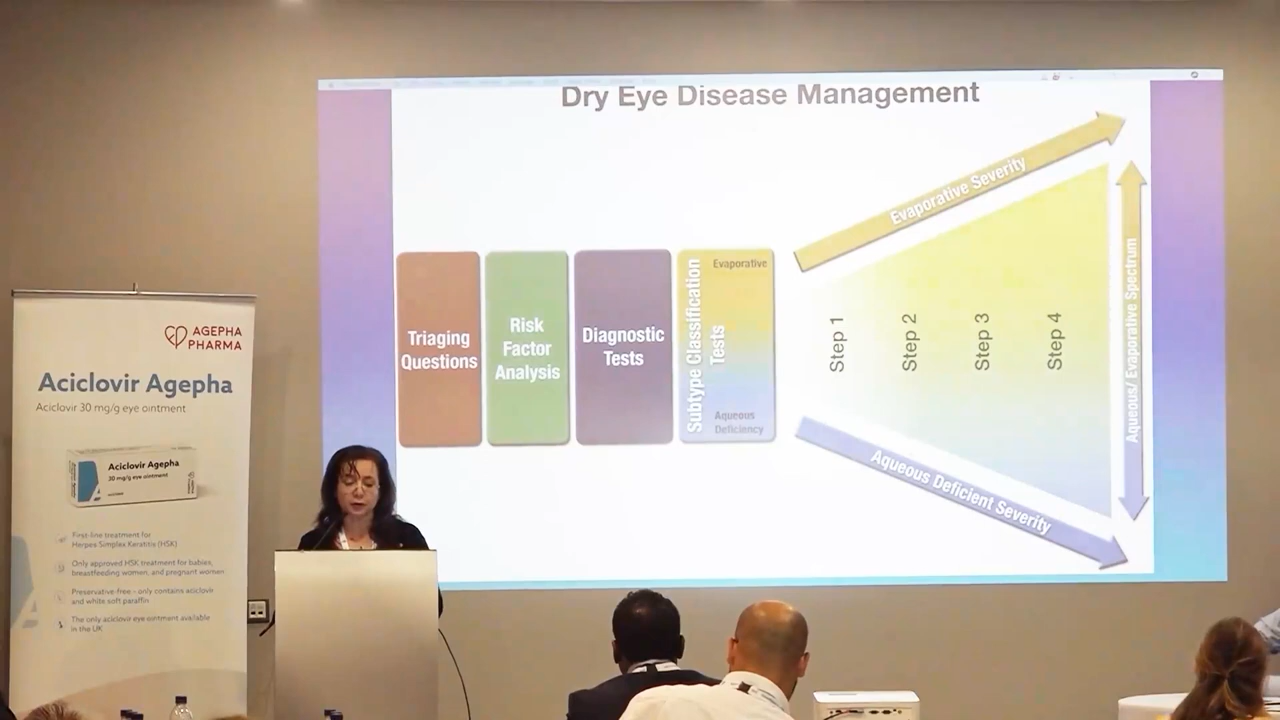 Dry Eye Disease Management
Triaging
Questions
Risk
Factor
Analysis
Diagnostic
Tests
Subtype Classification
Tests
Evaporative
Aqueous
Deficiency
Step 1
Step 2
Step 3
Step 4
Evaporative Severity
Aqueous Deficient Severity
Aqueous/ Evaporative Spectrum
AGEPHA
PHARMA
Aciclovir Agepha
Aciclovir 30 mg/g eye ointment
Aciclovir Agepha
30 mg/g eye ointment
First-line treatment for
Herpes Simplex Keratitis (HSK)
Only approved HSK treatment for babies,
breastfeeding women, and pregnant women
Preservative-free - only contains aciclovir
and white soft paraffin
The only aciclovir eye ointment available
in the UK